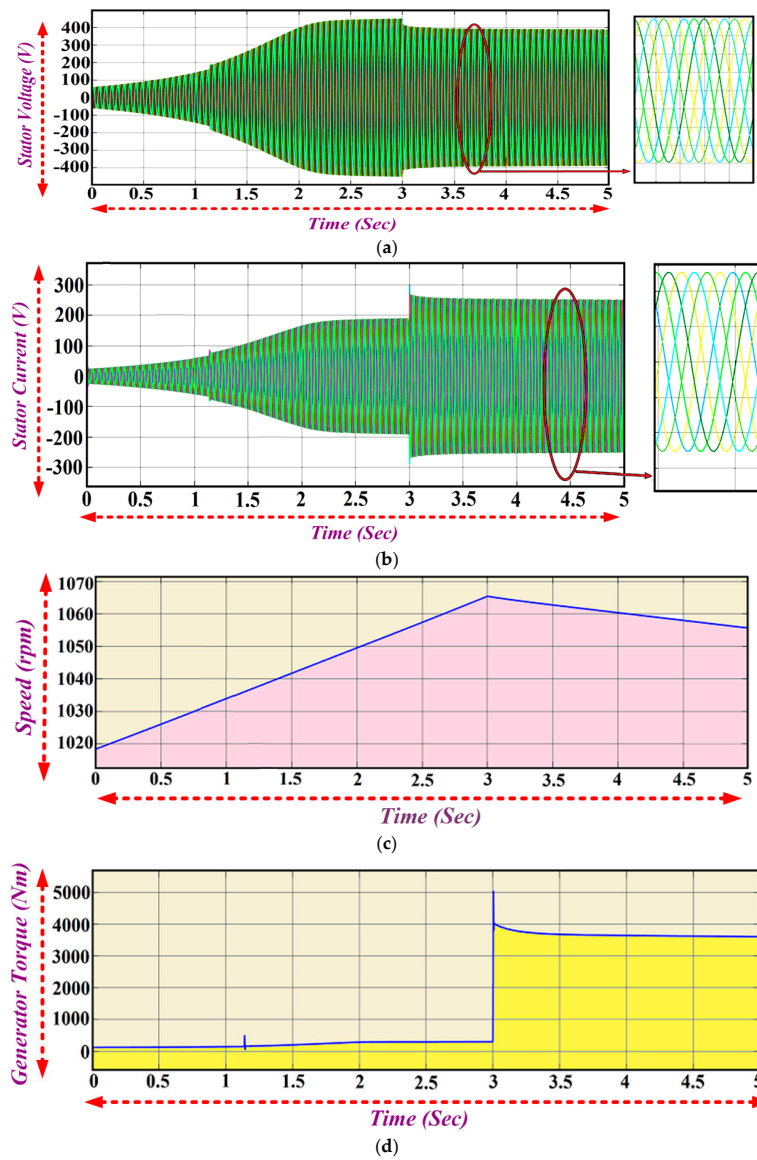 400
300
200
100
0
-100
-200
-300
-400
Stator Voltage (V)
0 0.5 1 1.5 2 2.5 3 3.5 4 4.5 5
Time (Sec)
(a)
300
200
100
0
-100
-200
-300
Stator Current (V)
0 0.5 1 1.5 2 2.5 3 3.5 4 4.5 5
Time (Sec)
(b)
1070
1060
1050
1040
1030
1020
Speed (rpm)
0 0.5 1 1.5 2 2.5 3 3.5 4 4.5 5
Time (Sec)
(c)
5000
4000
3000
2000
1000
0
Generator Torque (Nm)
0 0.5 1 1.5 2 2.5 3 3.5 4 4.5 5
Time (Sec)
(d)